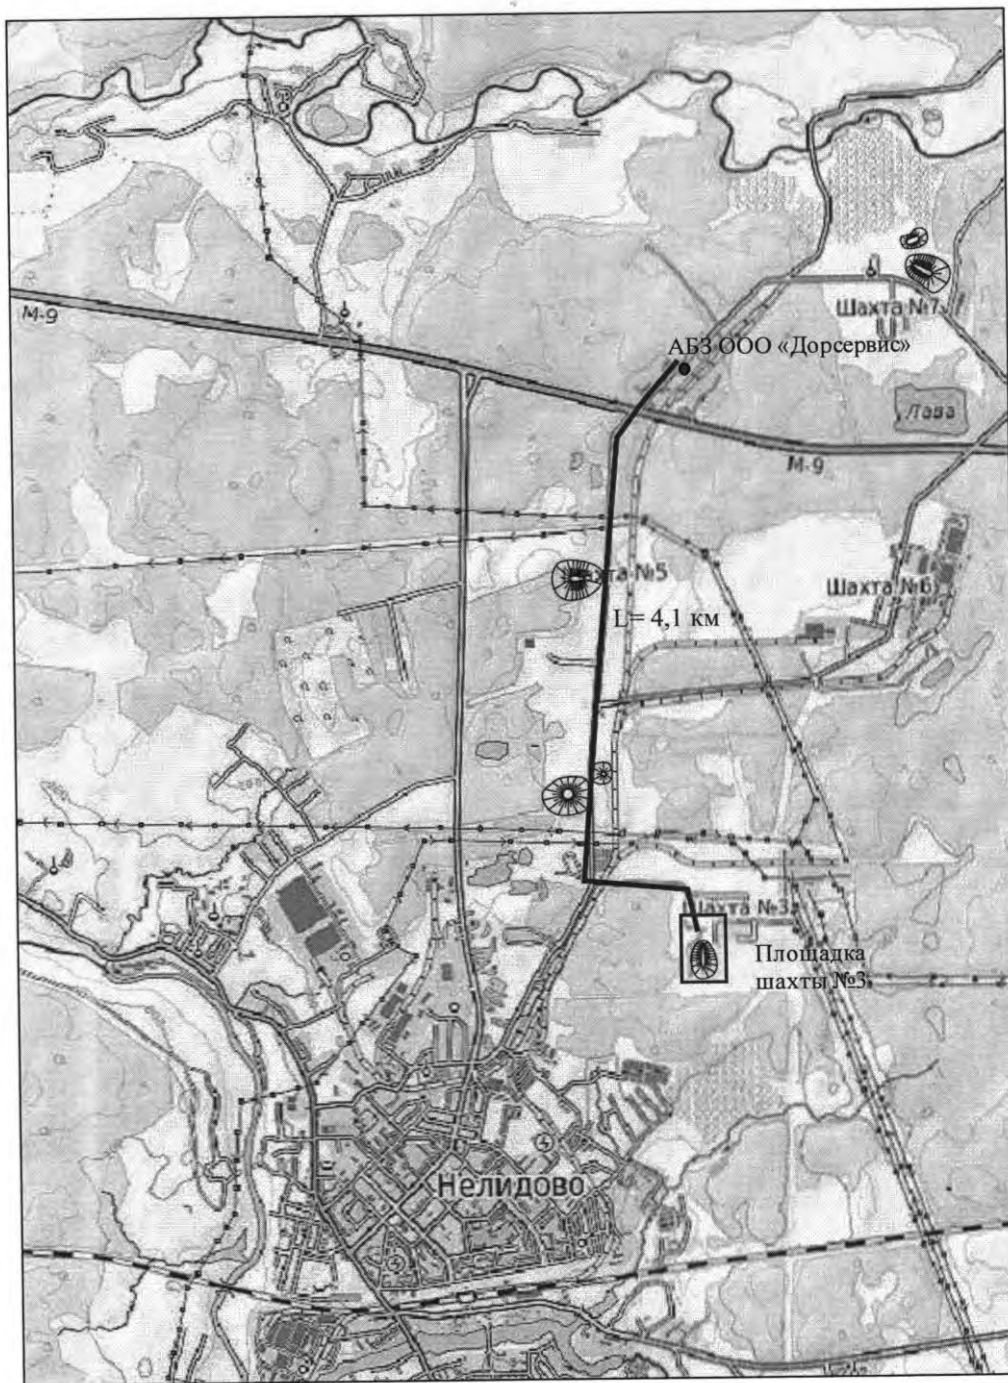 М-9
Шахта №7
АБЗ ООО «Дорсервис»
Лава
М-9
Шахта №5
Шахта №6
L= 4,1 км
Шахта №3
Площадка
шахты №3
Нелидово